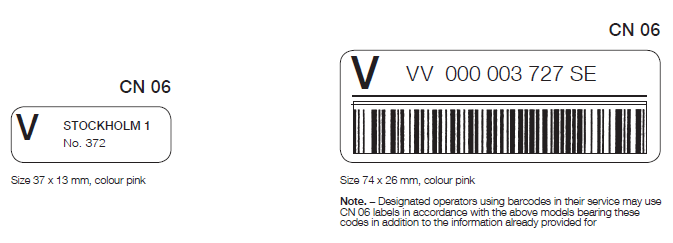 CN 06
V STOCKHOLM 1
No. 372
Size 37 x 13 mm, colour pink
CN 06
V VV 000 003 727 SE
Size 74 x 26 mm, colour pink
Note. – Designated operators using barcodes in their service may use
CN 06 labels in accordance with the above models bearing these
codes in addition to the information already provided for